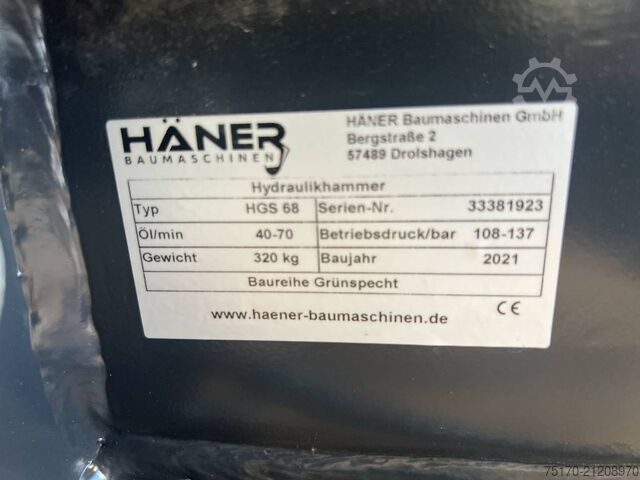 HÄNER
BAUMASCHINEN
HÄNER Baumaschinen GmbH
Bergstraße 2
57489 Drolshagen
Hydraulikhammer
Typ HGS 68 Serien-Nr. 33381923
Öl/min 40-70 Betriebsdruck/bar 108-137
Gewicht 320 kg Baujahr 2021
Baureihe Grünspecht
www.haener-baumaschinen.de CE
75170-21203970